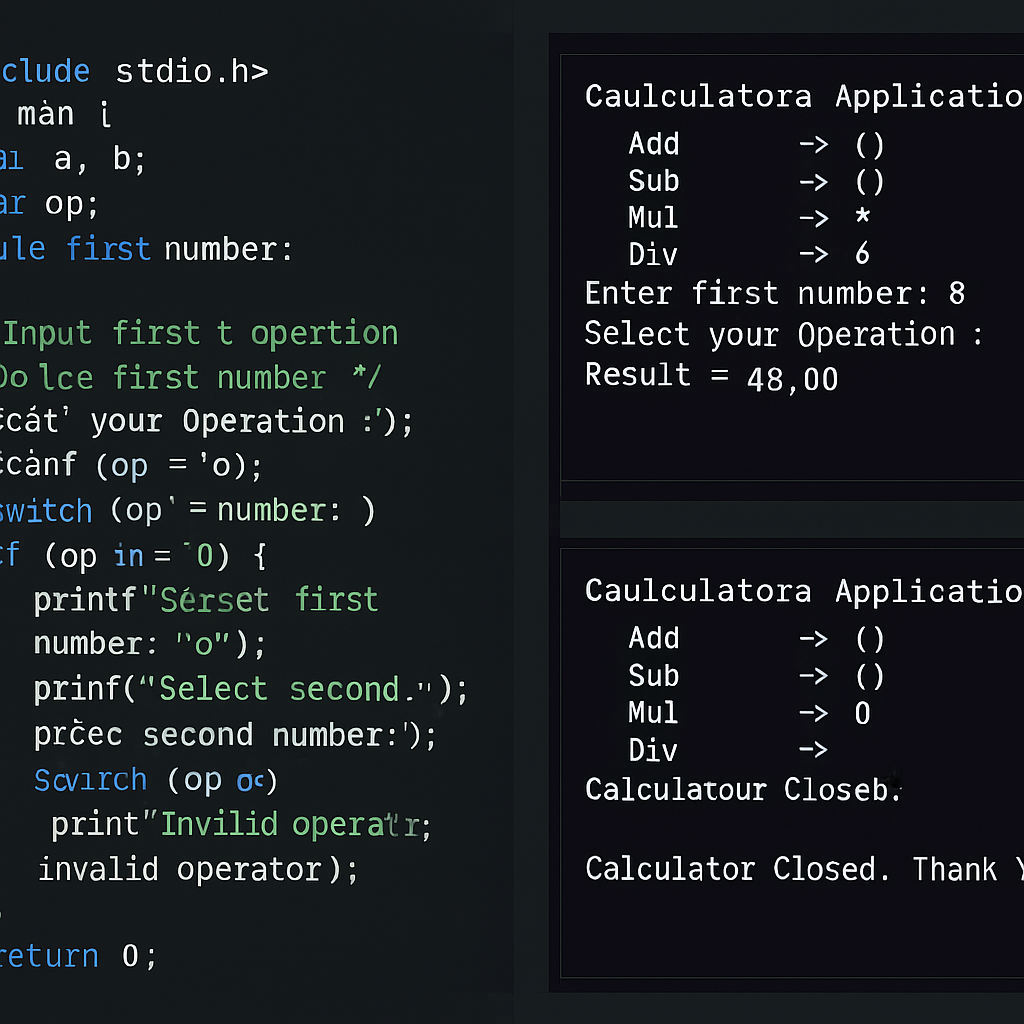 clude stdio.h>
màn į
aı a, b;
ar op;
ule first number:
Input first t opertion
Do lce first number */
cát' your Operation :');
cànf (op = 'o);
switch (op' = number: )
cf (op in = `0) {
printf"Sérset first
number: "o");
prinf("Select second.");
prčec second number:');
Scvırch (op oc)
print"Invilid operatr;
invalid operator);
return 0;
Caulculatora Applicatio
Add -> ()
Sub -> ()
Mul -> *
Div -> 6
Enter first number: 8
Select your Operation :
Result = 48,00
Caulculatora Applicatio
Add -> ()
Sub -> ()
Mul -> 0
Div ->
Calculatour Closeb.
Calculator Closed. Thank Y